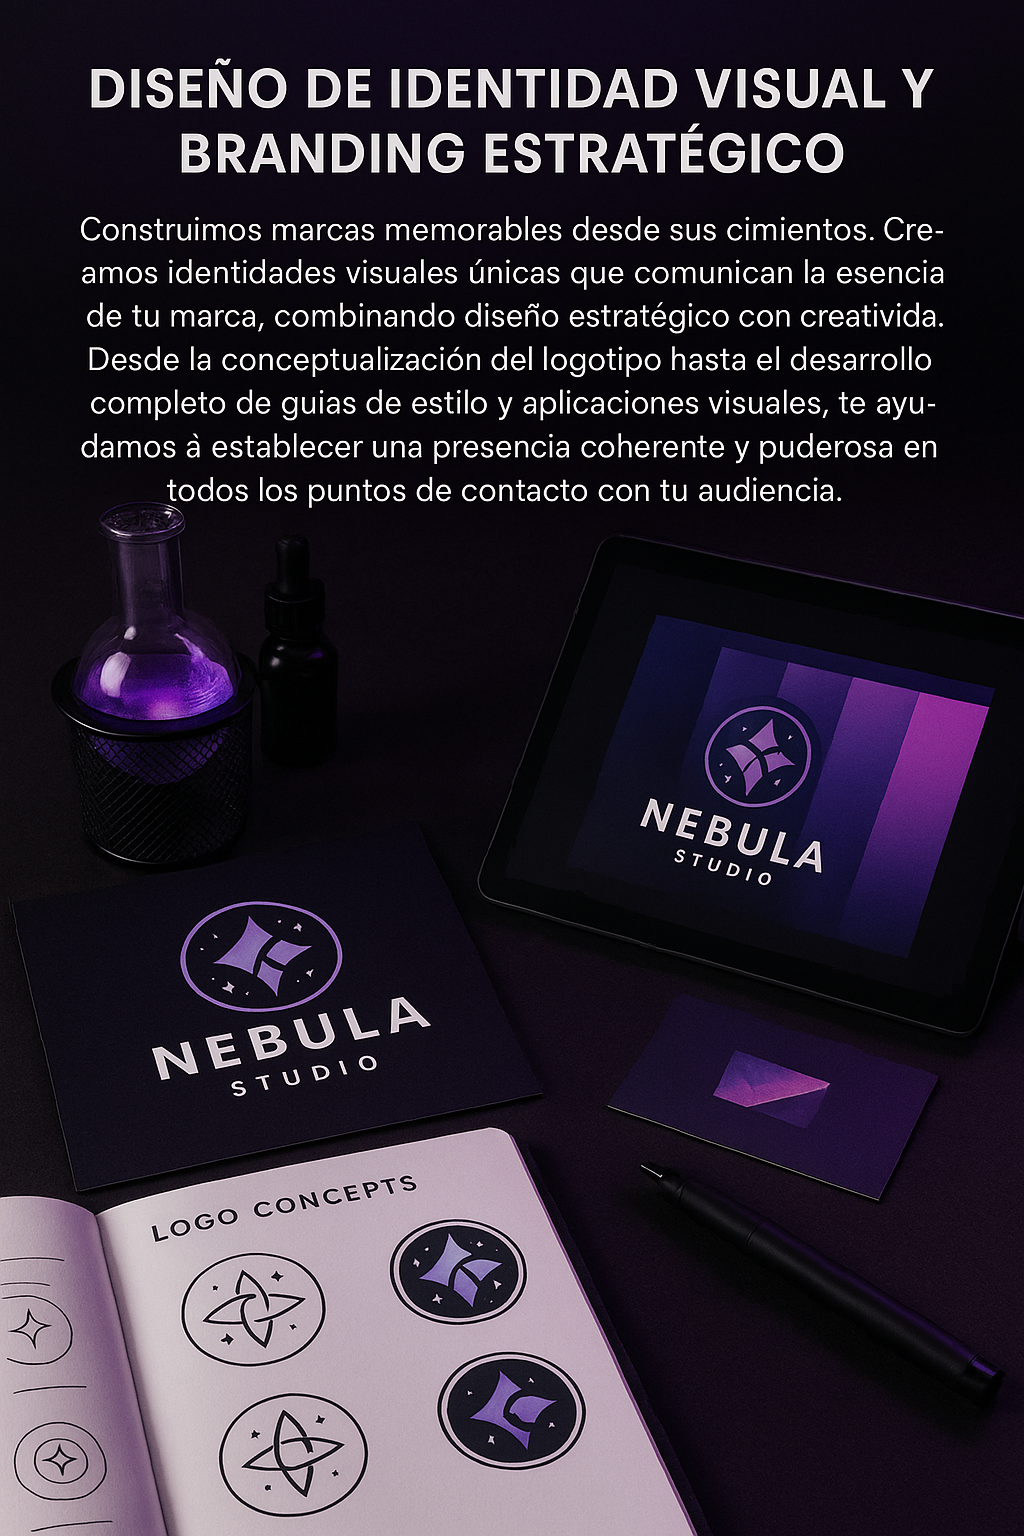 DISEÑO DE IDENTIDAD VISUAL Y
BRANDING ESTRATÉGICO
Construimos marcas memorables desde sus cimientos. Cre-
amos identidades visuales únicas que comunican la esencia
de tu marca, combinando diseño estratégico con creativida.
Desde la conceptualización del logotipo hasta el desarrollo
completo de guias de estilo y aplicaciones visuales, te ayu-
damos à establecer una presencia coherente y puderosa en
todos los puntos de contacto con tu audiencia.
NEBULA
STUDIO
NEBULA
STUDIO
LOGO CONCEPTS